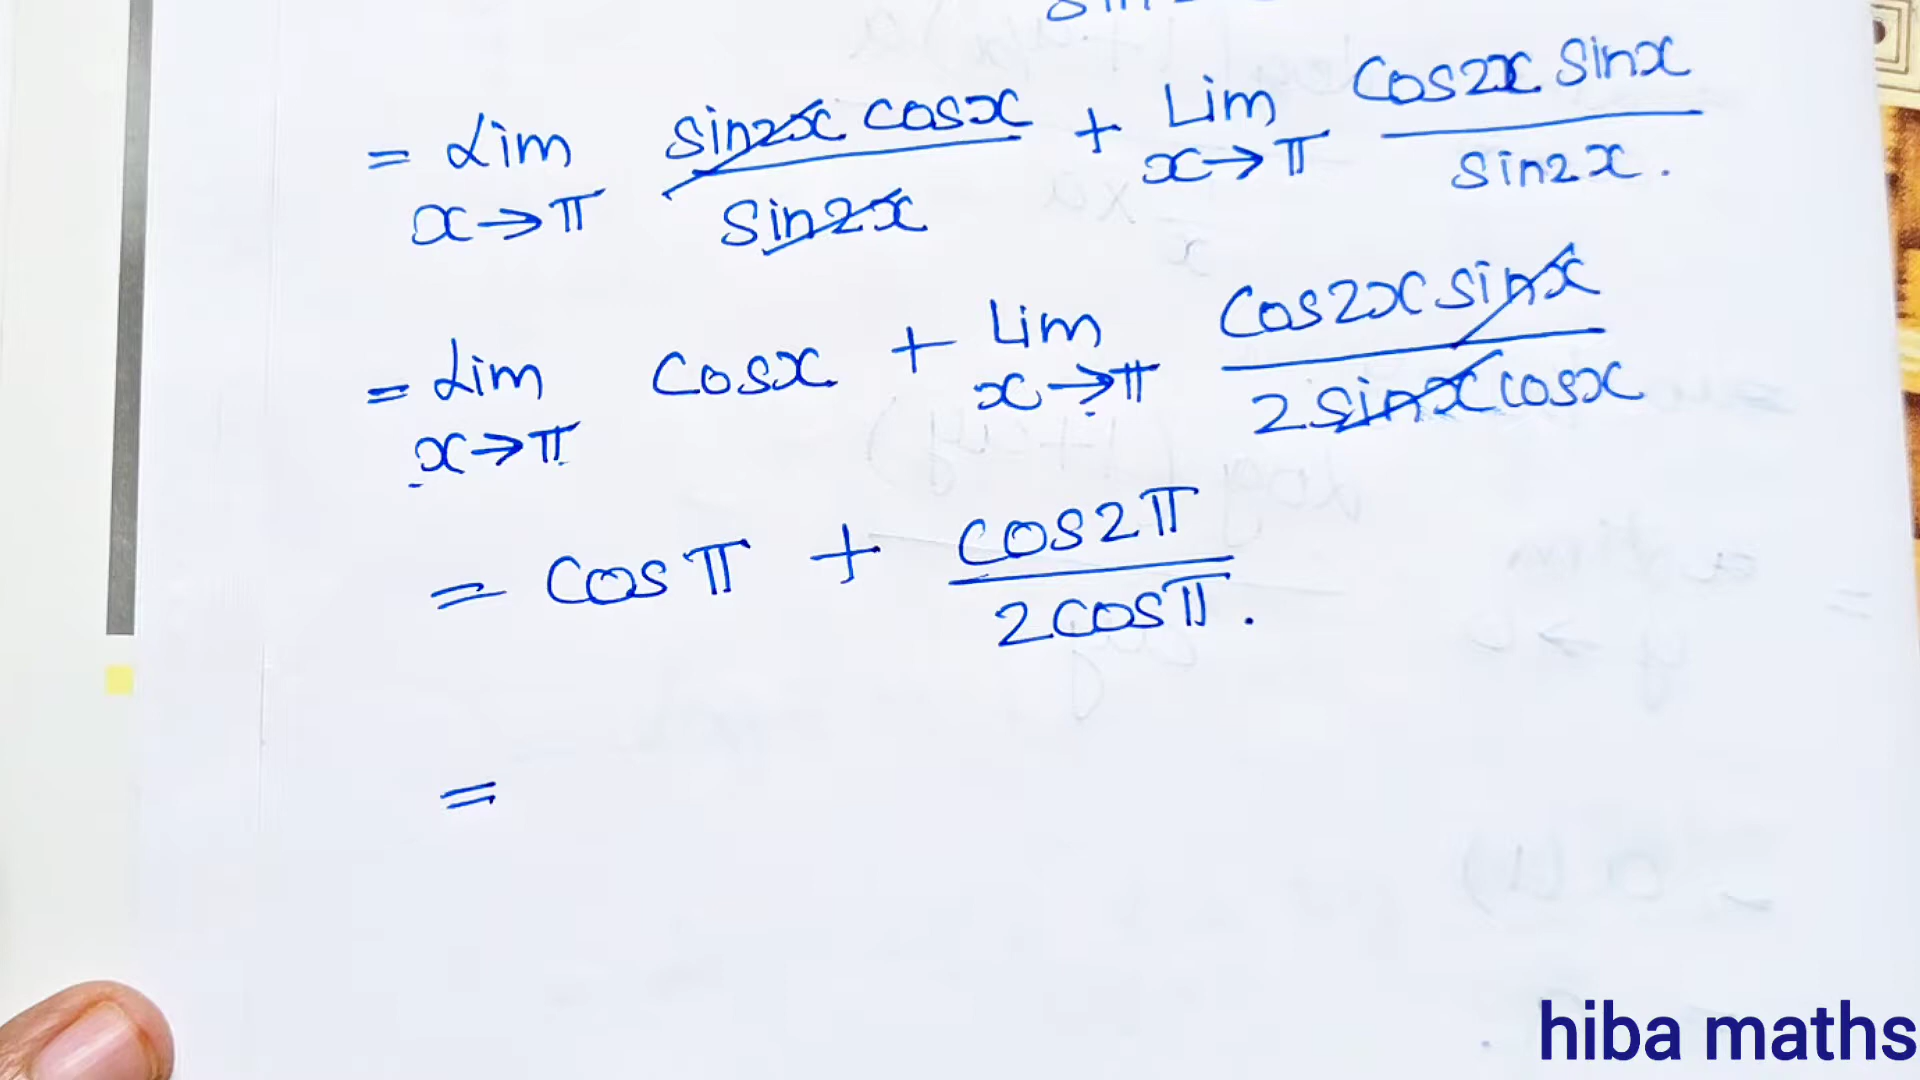 = Lim x→π sin2x cosx / sin2x + Lim x→π cos2x sinx / sin2x.
= Lim x→π cosx + Lim x→π cos2x sinx / 2 sinx cosx
= cos π + cos2π / 2cosπ.
=
hiba maths